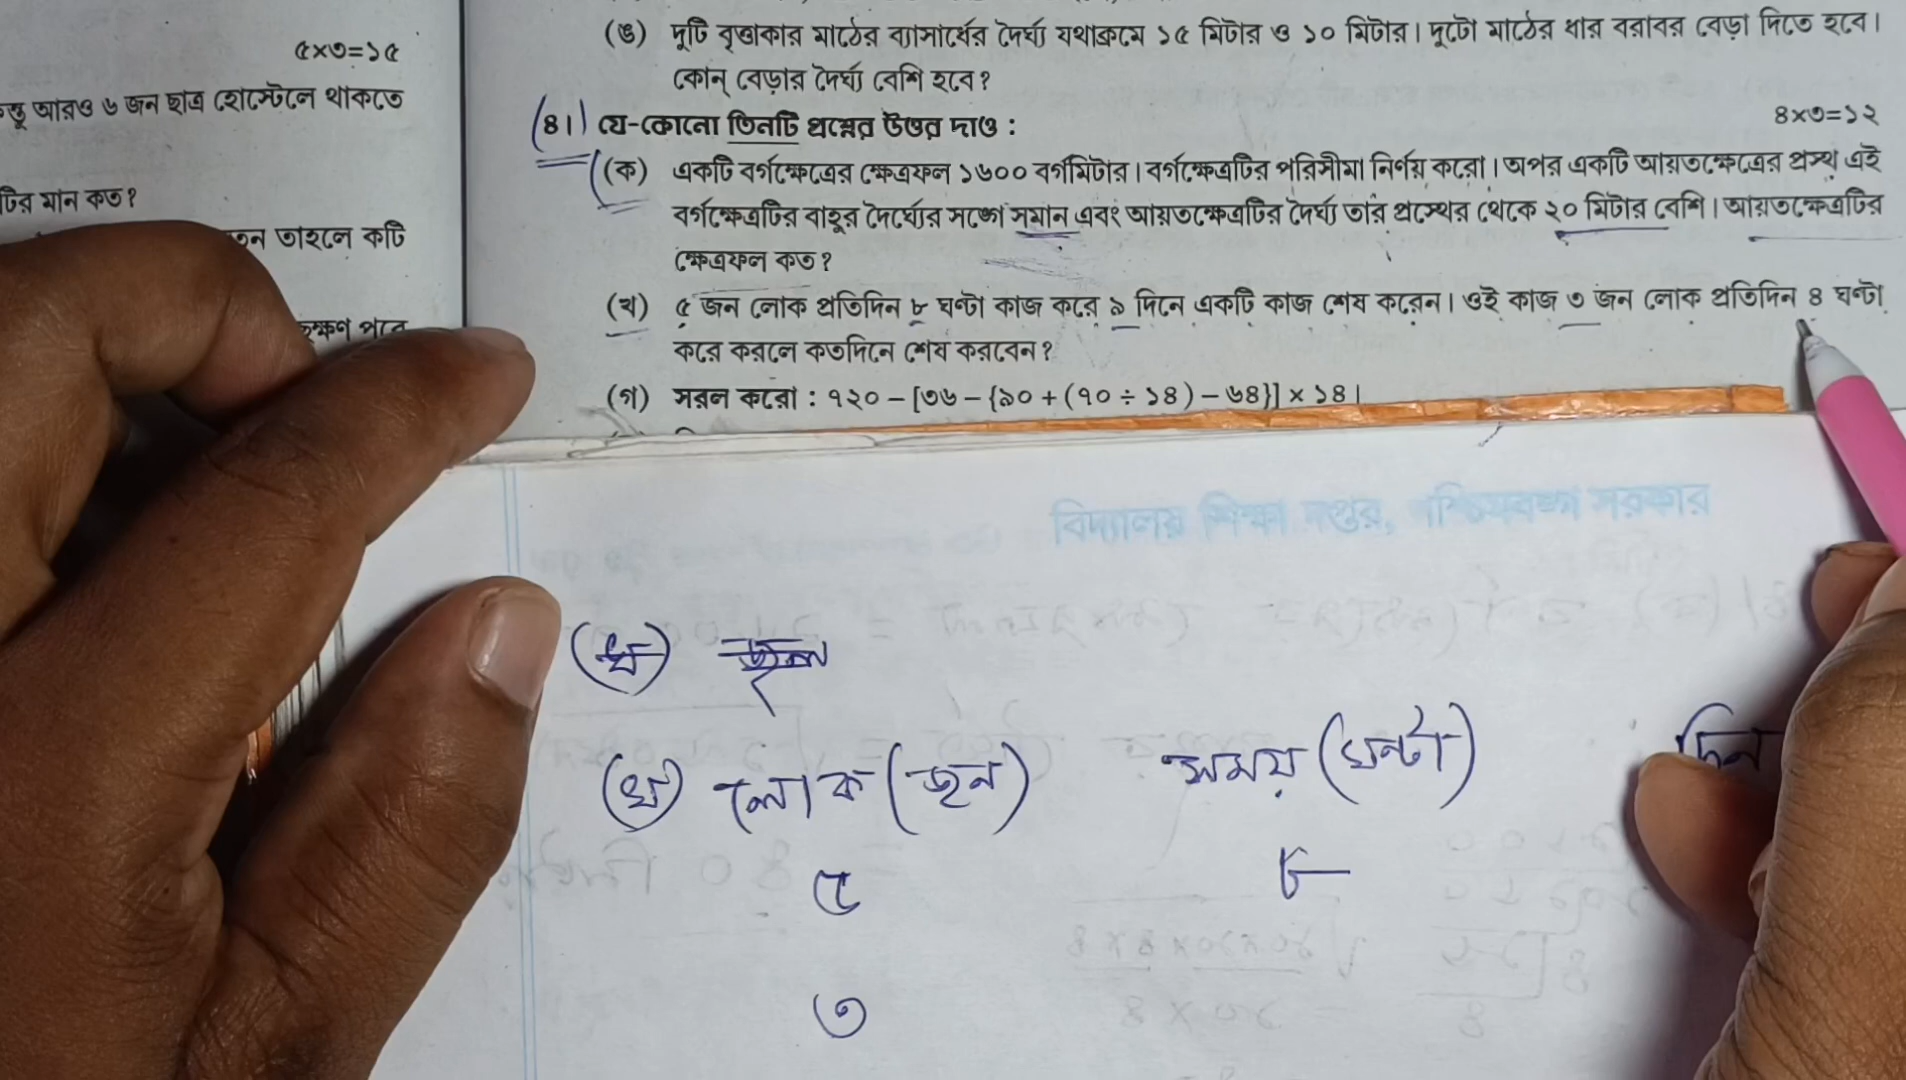 ৫×৩=১৫
আরও ৬ জন ছাত্র হোস্টেলে থাকতে
টির মান কত?
তাহলে কটি
(ঙ) দুটি বৃত্তাকার মাঠের ব্যাসার্ধের দৈর্ঘ্য যথাক্রমে ১৫ মিটার ও ১০ মিটার। দুটো মাঠের ধার বরাবর বেড়া দিতে হবে।
কোন্ বেড়ার দৈর্ঘ্য বেশি হবে?
৪। যে-কোনো তিনটি প্রশ্নের উত্তর দাও :
৪×৩=১২
(ক) একটি বর্গক্ষেত্রের ক্ষেত্রফল ১৬০০ বর্গমিটার। বর্গক্ষেত্রটির পরিসীমা নির্ণয় করো। অপর একটি আয়তক্ষেত্রের প্রস্থ এই
বর্গক্ষেত্রটির বাহুর দৈর্ঘ্যের সঙ্গে সমান এবং আয়তক্ষেত্রটির দৈর্ঘ্য তার প্রস্থের থেকে ২০ মিটার বেশি। আয়তক্ষেত্রটির
ক্ষেত্রফল কত?
(খ) ৫ জন লোক প্রতিদিন ৮ ঘণ্টা কাজ করে ৯ দিনে একটি কাজ শেষ করেন। ওই কাজ ৩ জন লোক প্রতিদিন ৪ ঘণ্টা
করে করলে কতদিনে শেষ করবেন?
(গ) সরল করো : ৭২০ – [৩৬ – {৯০ + (৭০ ÷ ১৪) – ৬৪}] × ১৪।
বিদ্যালয় শিক্ষা দপ্তর, পশ্চিমবঙ্গ সরকার
(খ) লোক (জন) সময় (ঘন্টা) দিন
৫ ৮
৩